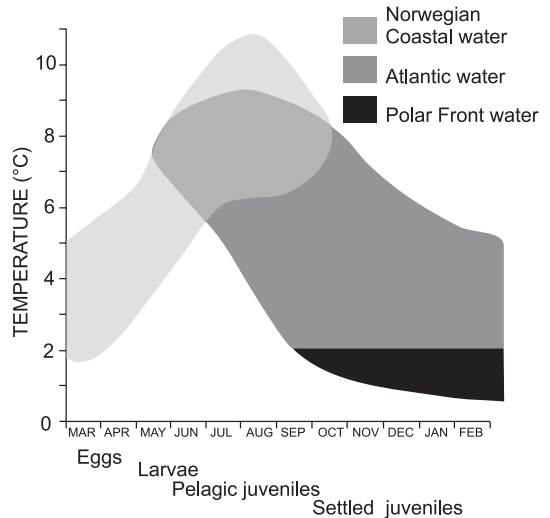 Norwegian
Coastal water
Atlantic water
Polar Front water
TEMPERATURE (°C)
10
8
6
4
2
0
MAR APR MAY JUN JUL AUG SEP OCT NOV DEC JAN FEB
Eggs
Larvae
Pelagic juveniles
Settled juveniles